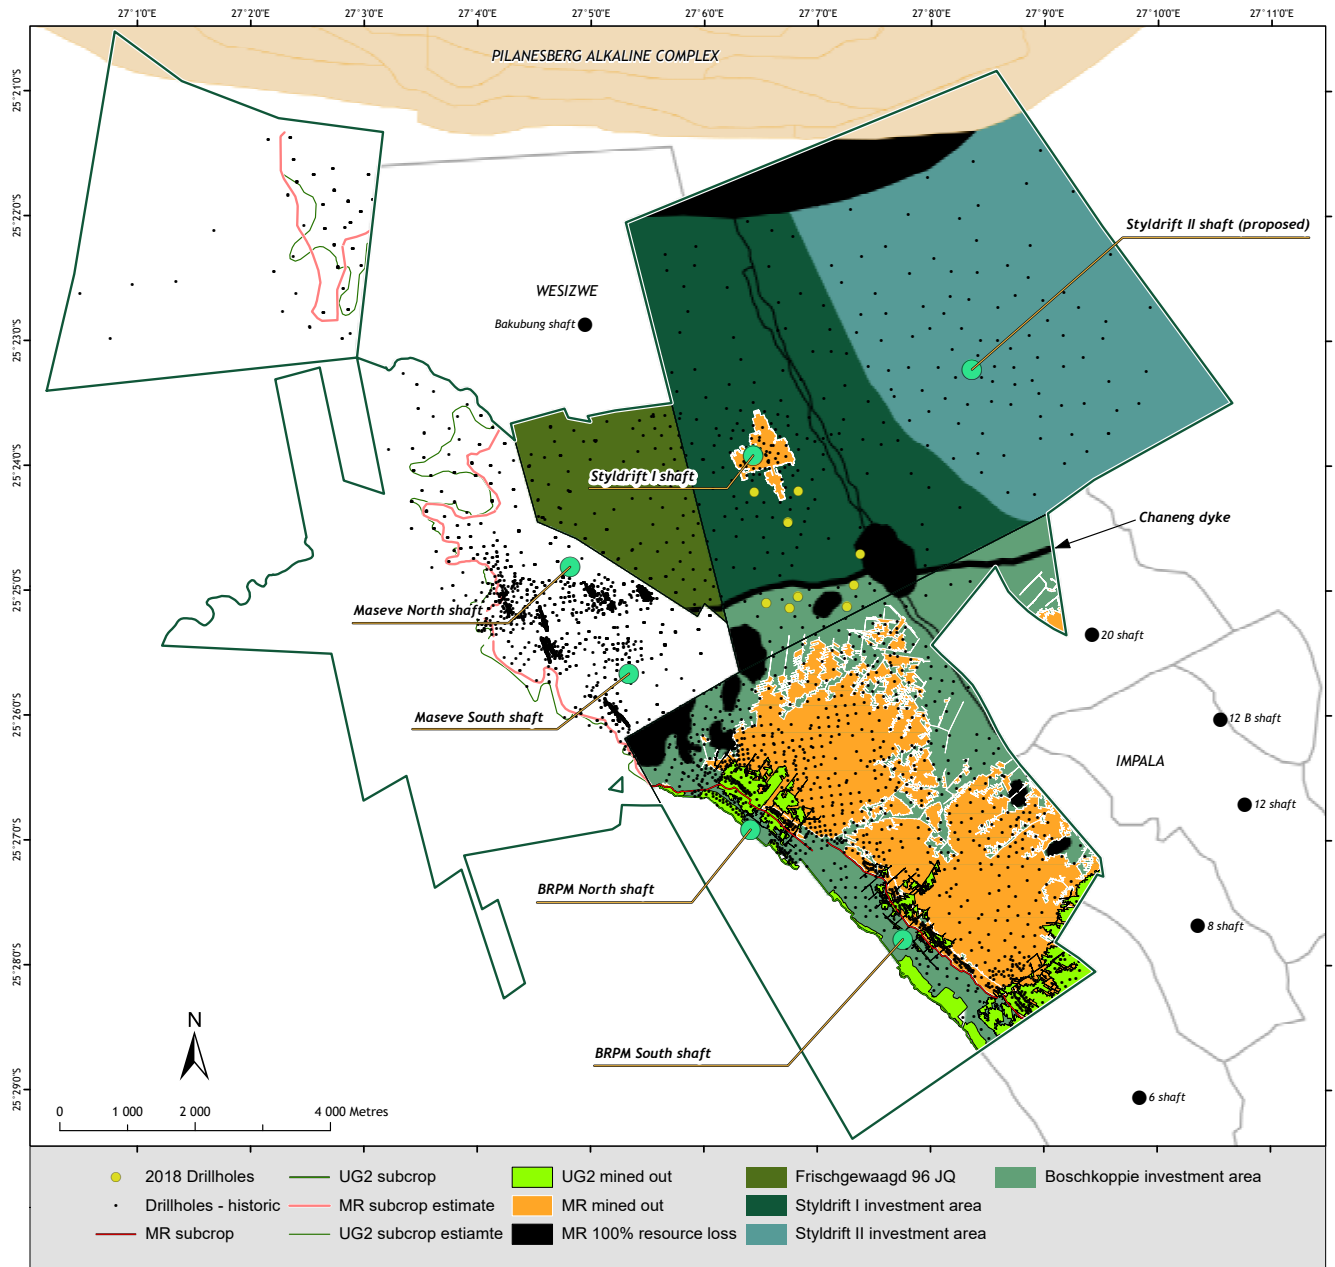 27°1'0"E 27°2'0"E 27°3'0"E 27°4'0"E 27°5'0"E 27°6'0"E 27°7'0"E 27°8'0"E 27°9'0"E 27°10'0"E 27°11'0"E
PILANESBERG ALKALINE COMPLEX
25°21'0"S
25°22'0"S
Styldrift II shaft (proposed)
WESIZWE
Bakubung shaft
25°23'0"S
25°24'0"S
Styldrift I shaft
Chaneng dyke
25°25'0"S
Maseve North shaft
20 shaft
Maseve South shaft
12 B shaft
25°26'0"S
IMPALA
12 shaft
25°27'0"S
BRPM North shaft
8 shaft
25°28'0"S
BRPM South shaft
N
25°29'0"S
6 shaft
0 1 000 2 000 4 000 Metres
2018 Drillholes
Drillholes - historic
MR subcrop
UG2 subcrop
MR subcrop estimate
UG2 subcrop estiamte
UG2 mined out
MR mined out
MR 100% resource loss
Frischgewaagd 96 JQ
Styldrift I investment area
Styldrift II investment area
Boschkoppie investment area